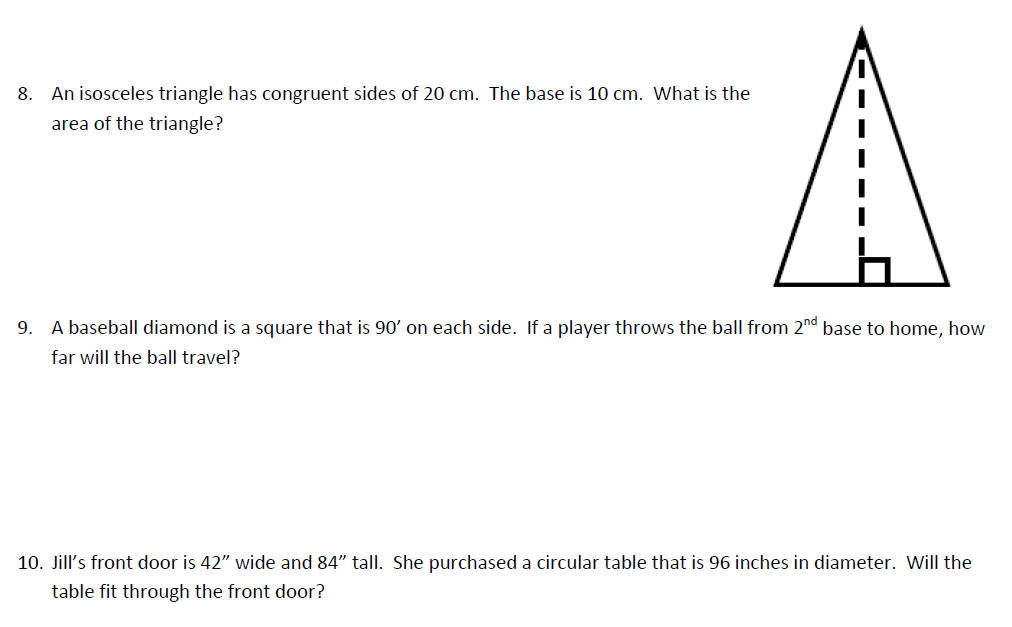 8. An isosceles triangle has congruent sides of 20 cm. The base is 10 cm. What is the
area of the triangle?
9. A baseball diamond is a square that is 90’ on each side. If a player throws the ball from 2nd base to home, how
far will the ball travel?
10. Jill’s front door is 42” wide and 84” tall. She purchased a circular table that is 96 inches in diameter. Will the
table fit through the front door?